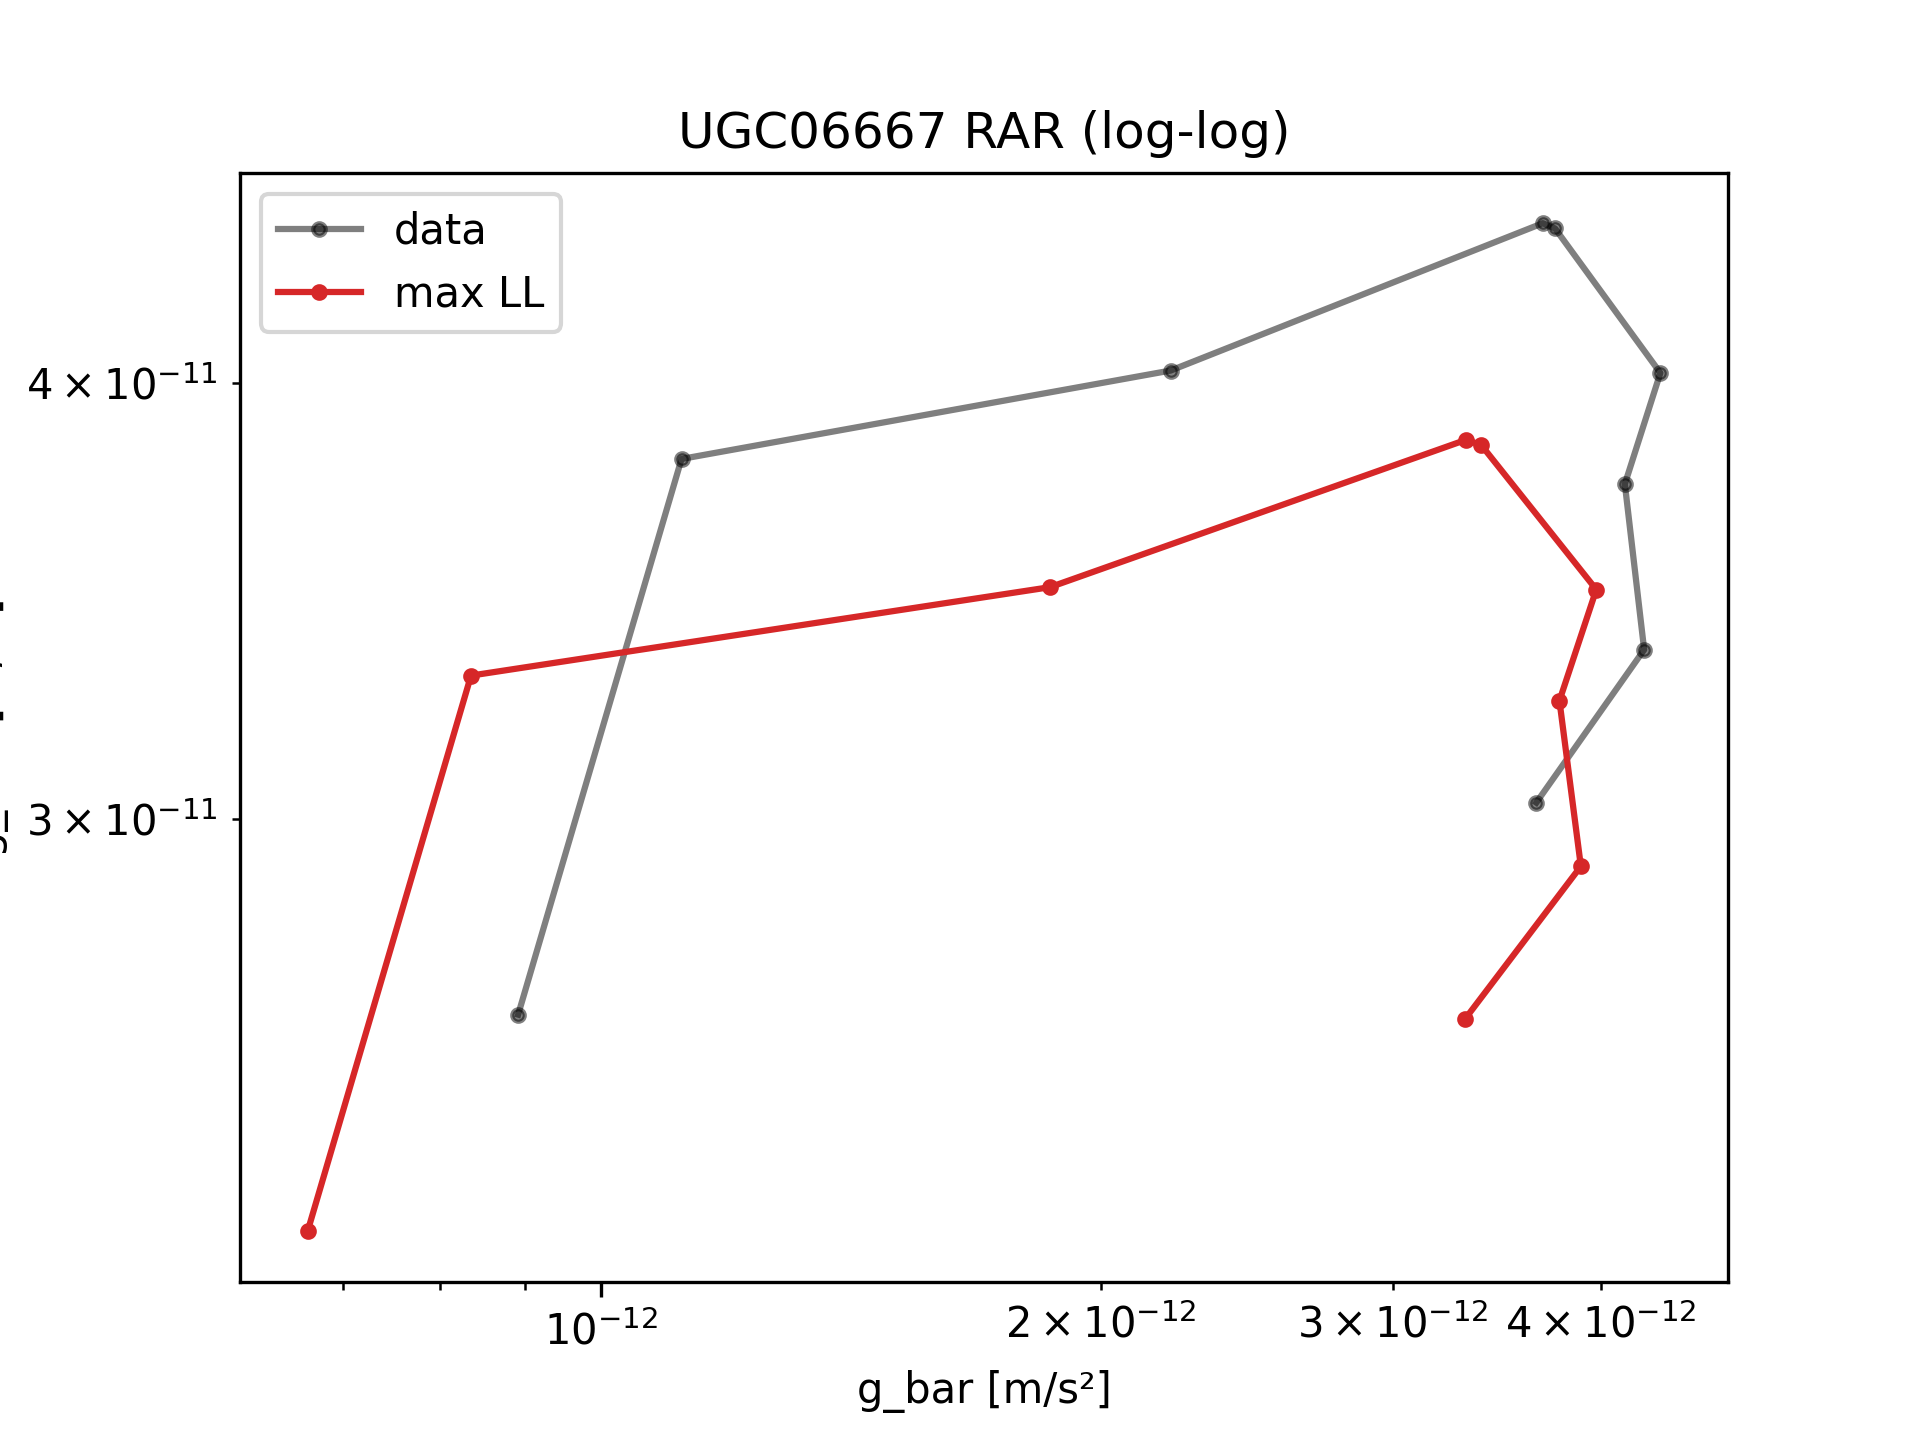 UGC06667 RAR (log-log)
data
max LL
4 × 10⁻¹¹
3 × 10⁻¹¹
10⁻¹²
2 × 10⁻¹²
3 × 10⁻¹²
4 × 10⁻¹²
g_bar [m/s²]